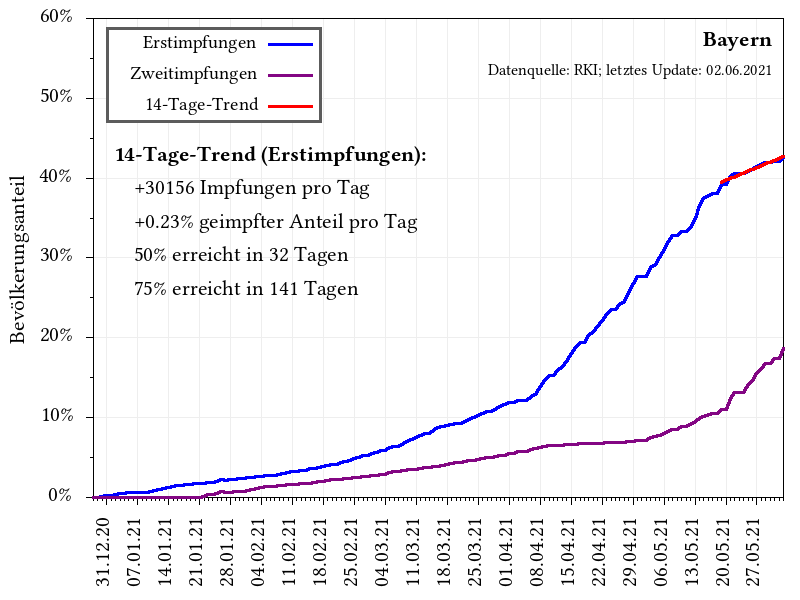 60%
50%
40%
30%
20%
10%
0%
Bevölkerungsanteil
Erstimpfungen
Zweitimpfungen
14-Tage-Trend
Bayern
Datenquelle: RKI; letztes Update: 02.06.2021
14-Tage-Trend (Erstimpfungen):
+30156 Impfungen pro Tag
+0.23% geimpfter Anteil pro Tag
50% erreicht in 32 Tagen
75% erreicht in 141 Tagen
31.12.20
07.01.21
14.01.21
21.01.21
28.01.21
04.02.21
11.02.21
18.02.21
25.02.21
04.03.21
11.03.21
18.03.21
25.03.21
01.04.21
08.04.21
15.04.21
22.04.21
29.04.21
06.05.21
13.05.21
20.05.21
27.05.21